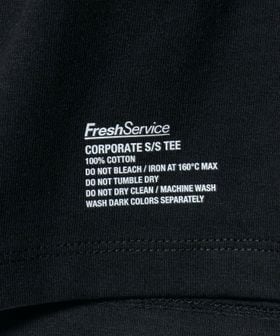 FreshService
CORPORATE S/S TEE
100% COTTON
DO NOT BLEACH / IRON AT 160°C MAX
DO NOT TUMBLE DRY
DO NOT DRY CLEAN / MACHINE WASH
WASH DARK COLORS SEPARATELY